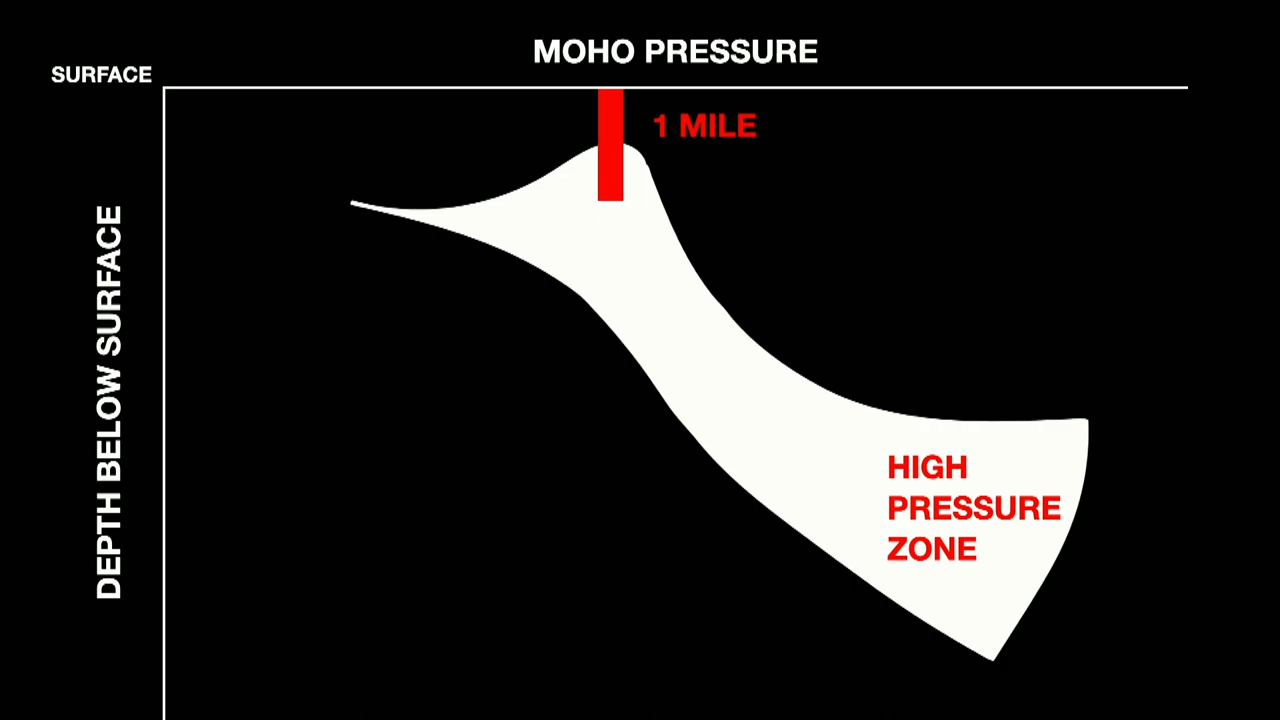 MOHO PRESSURE
SURFACE
1 MILE
DEPTH BELOW SURFACE
HIGH
PRESSURE
ZONE